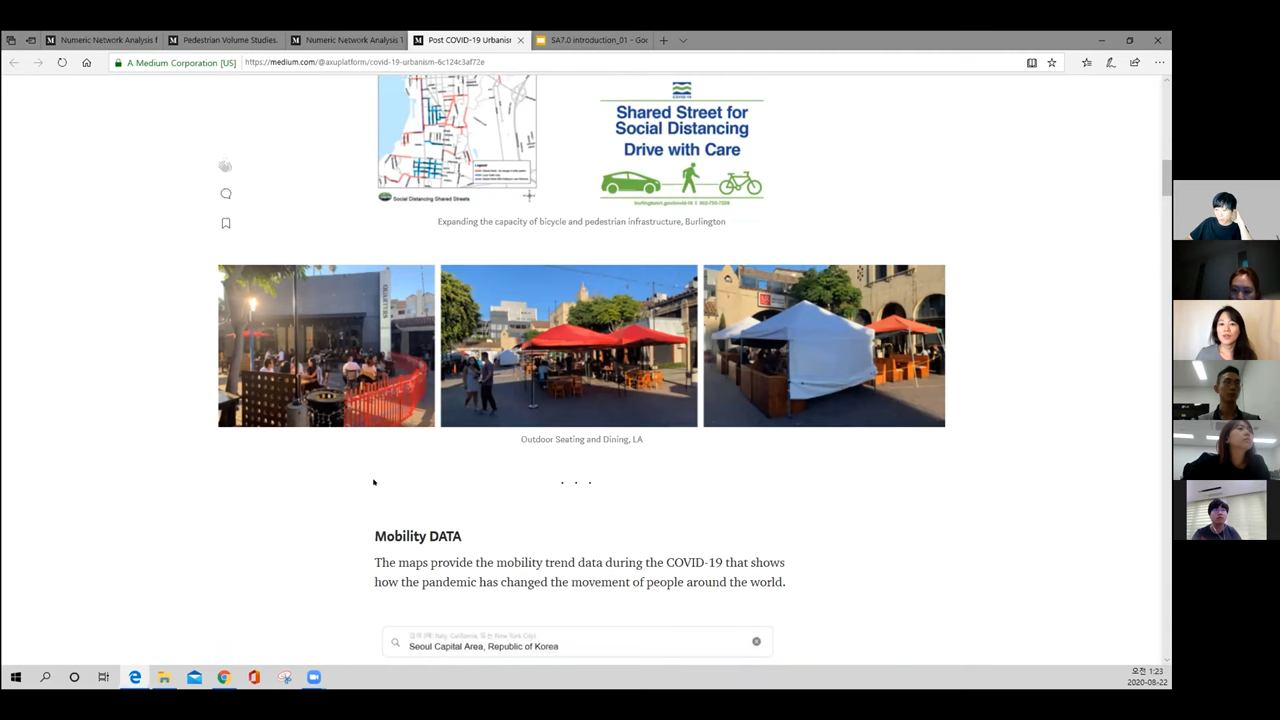 Numeric Network Analysis f
Pedestrian Volume Studies.
Numeric Network Analysis 1
Post COVID-19 Urbanism
SA7.0 introduction_01 - Goo
A Medium Corporation [US]
https://medium.com/@axuplatform/covid-19-urbanism-6c124c3af72e
Shared Street for
Social Distancing
Drive with Care
Social Distancing Shared Streets
Expanding the capacity of bicycle and pedestrian infrastructure, Burlington
Outdoor Seating and Dining, LA
. . .
Mobility DATA
The maps provide the mobility trend data during the COVID-19 that shows
how the pandemic has changed the movement of people around the world.
Seoul Capital Area, Republic of Korea
오전 1:23
2020-08-22